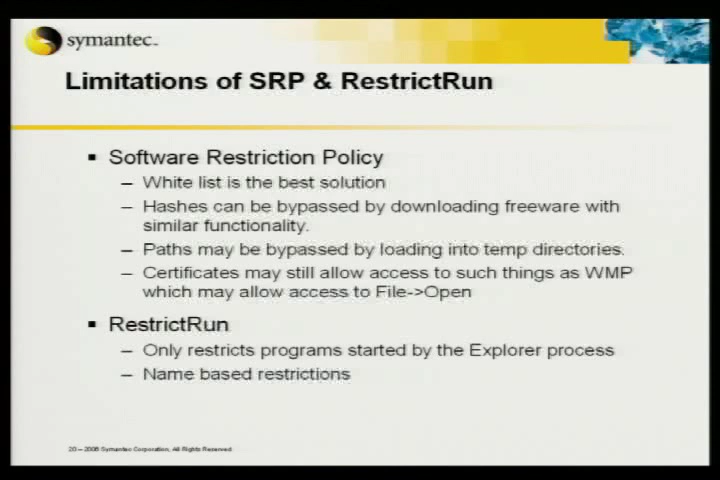 symantec.
Limitations of SRP & RestrictRun
▪ Software Restriction Policy
– White list is the best solution
– Hashes can be bypassed by downloading freeware with
similar functionality.
– Paths may be bypassed by loading into temp directories.
– Certificates may still allow access to such things as WMP
which may allow access to File->Open
▪ RestrictRun
– Only restricts programs started by the Explorer process
– Name based restrictions
20 – 2006 Symantec Corporation, All Rights Reserved